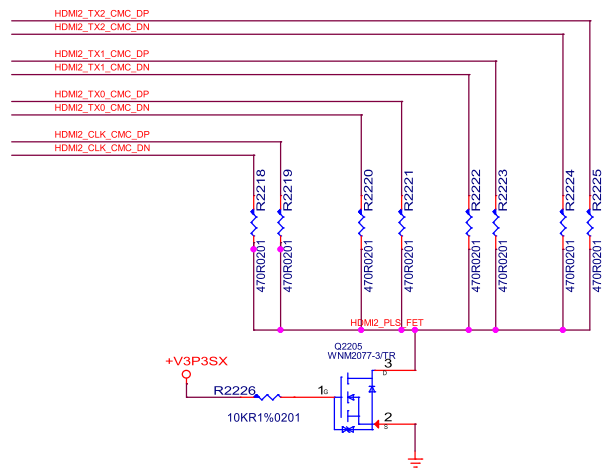 HDMI2_TX2_CMC_DP
HDMI2_TX2_CMC_DN
HDMI2_TX1_CMC_DP
HDMI2_TX1_CMC_DN
HDMI2_TX0_CMC_DP
HDMI2_TX0_CMC_DN
HDMI2_CLK_CMC_DP
HDMI2_CLK_CMC_DN
R2218
R2219
R2220
R2221
R2222
R2223
R2224
R2225
470R0201
470R0201
470R0201
470R0201
470R0201
470R0201
470R0201
470R0201
HDMI2_PLS_FET
Q2205
WNM2077-3/TR
+V3P3SX
3
D
R2226
1
G
10KR1%0201
2
S